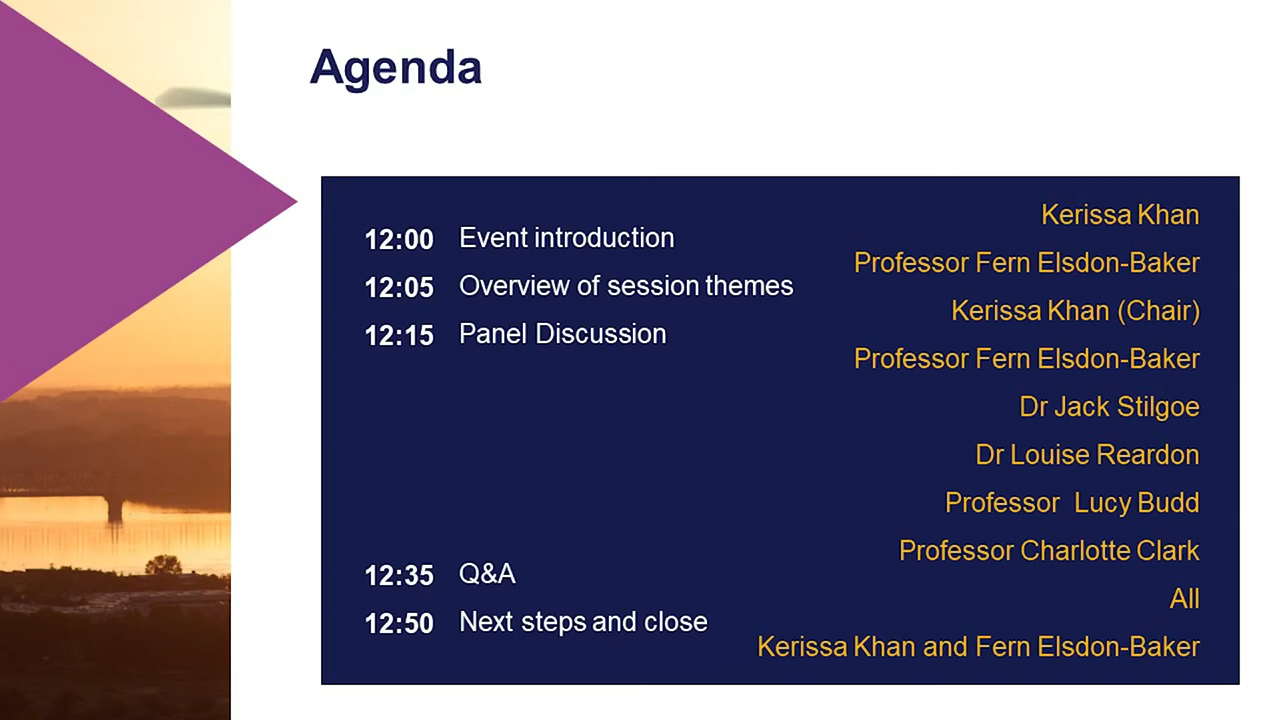 Agenda
Kerissa Khan
12:00 Event introduction
Professor Fern Elsdon-Baker
12:05 Overview of session themes
Kerissa Khan (Chair)
12:15 Panel Discussion
Professor Fern Elsdon-Baker
Dr Jack Stilgoe
Dr Louise Reardon
Professor Lucy Budd
Professor Charlotte Clark
12:35 Q&A
All
12:50 Next steps and close
Kerissa Khan and Fern Elsdon-Baker